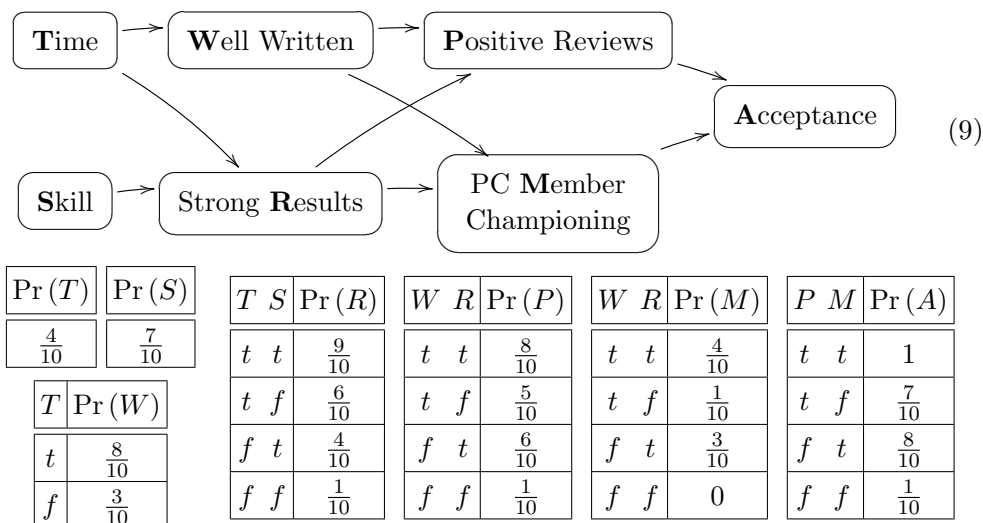 Time Well Written Positive Reviews
Acceptance (9)
Skill Strong Results PC Member
Championing
Pr (T) Pr (S) T S Pr (R) W R Pr (P) W R Pr (M) P M Pr (A)
4/10 7/10 t t 9/10 t t 8/10 t t 4/10 t t 1
T Pr (W) t f 6/10 t f 5/10 t f 1/10 t f 7/10
t 8/10 f t 4/10 f t 6/10 f t 3/10 f t 8/10
f 3/10 f f 1/10 f f 1/10 f f 0 f f 1/10